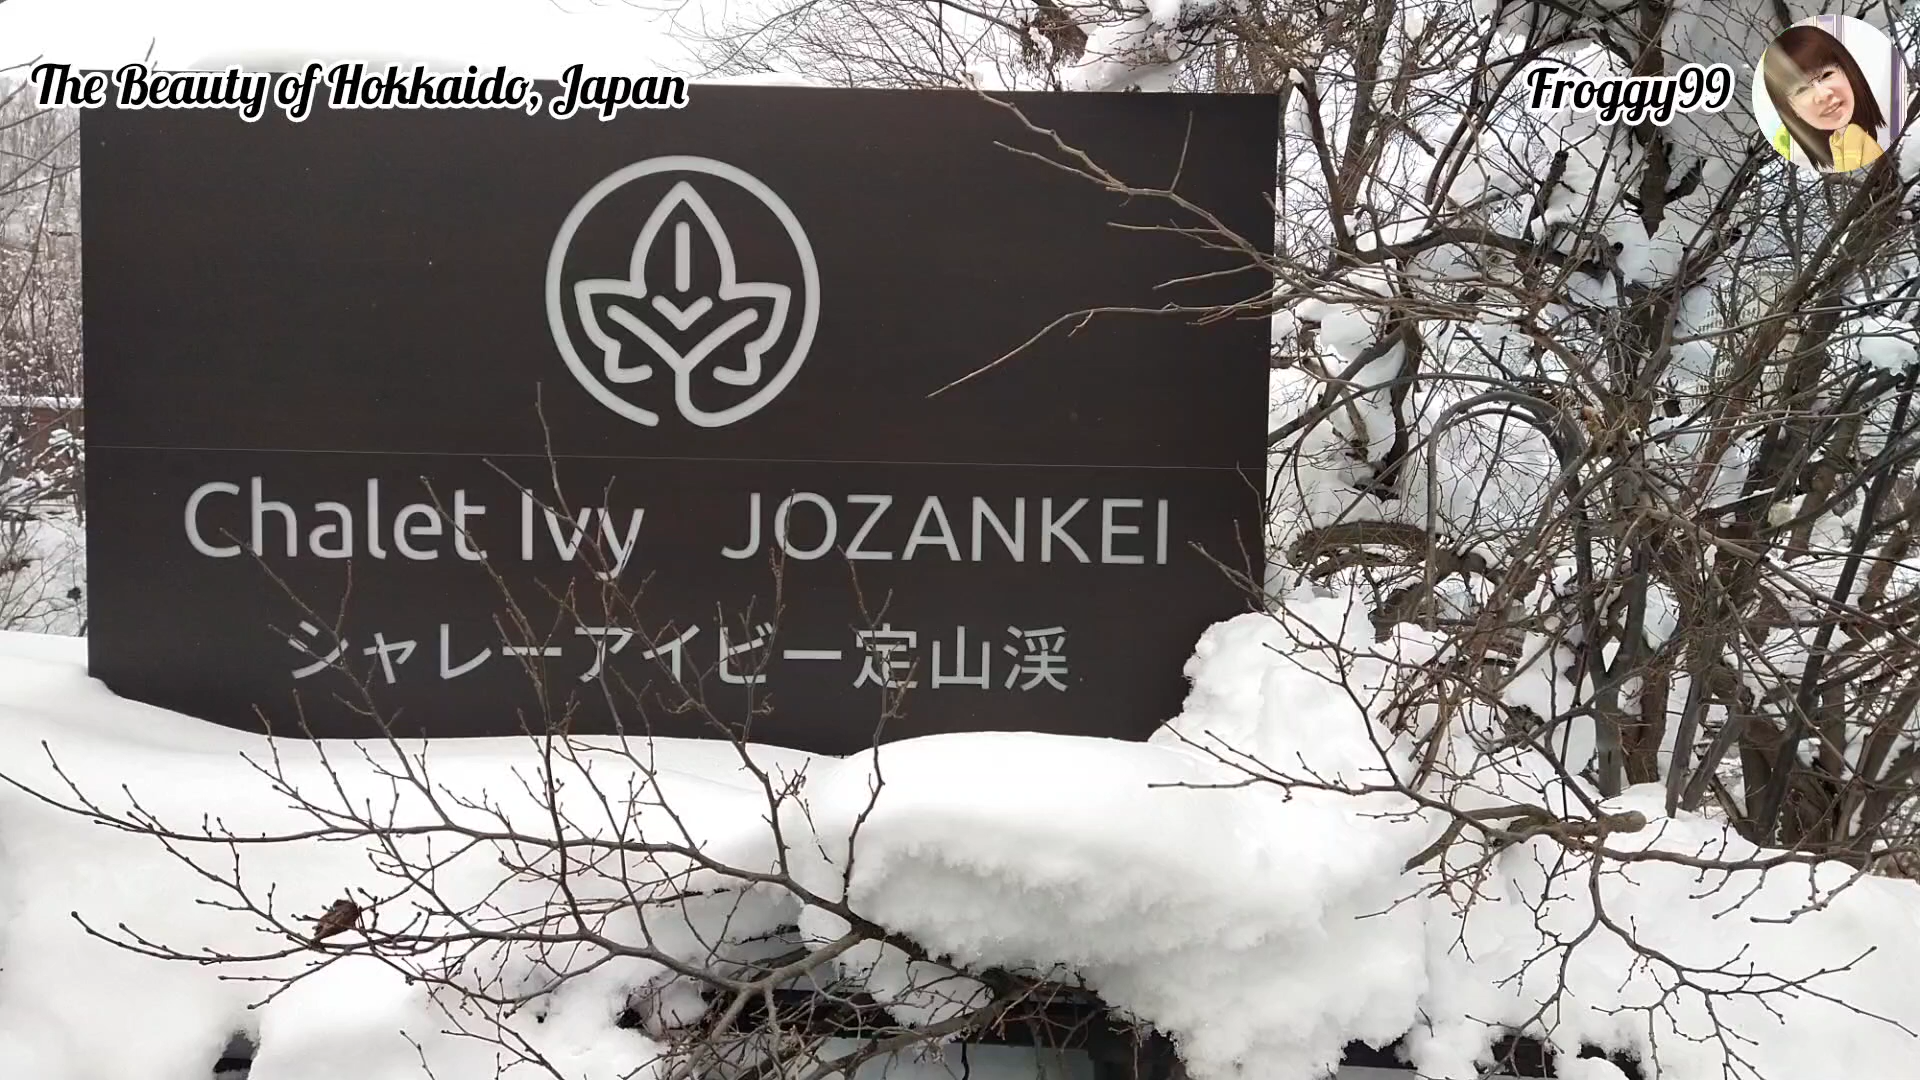 The Beauty of Hokkaido, Japan
Froggy99
Chalet Ivy JOZANKEI
シャレーアイビー定山渓